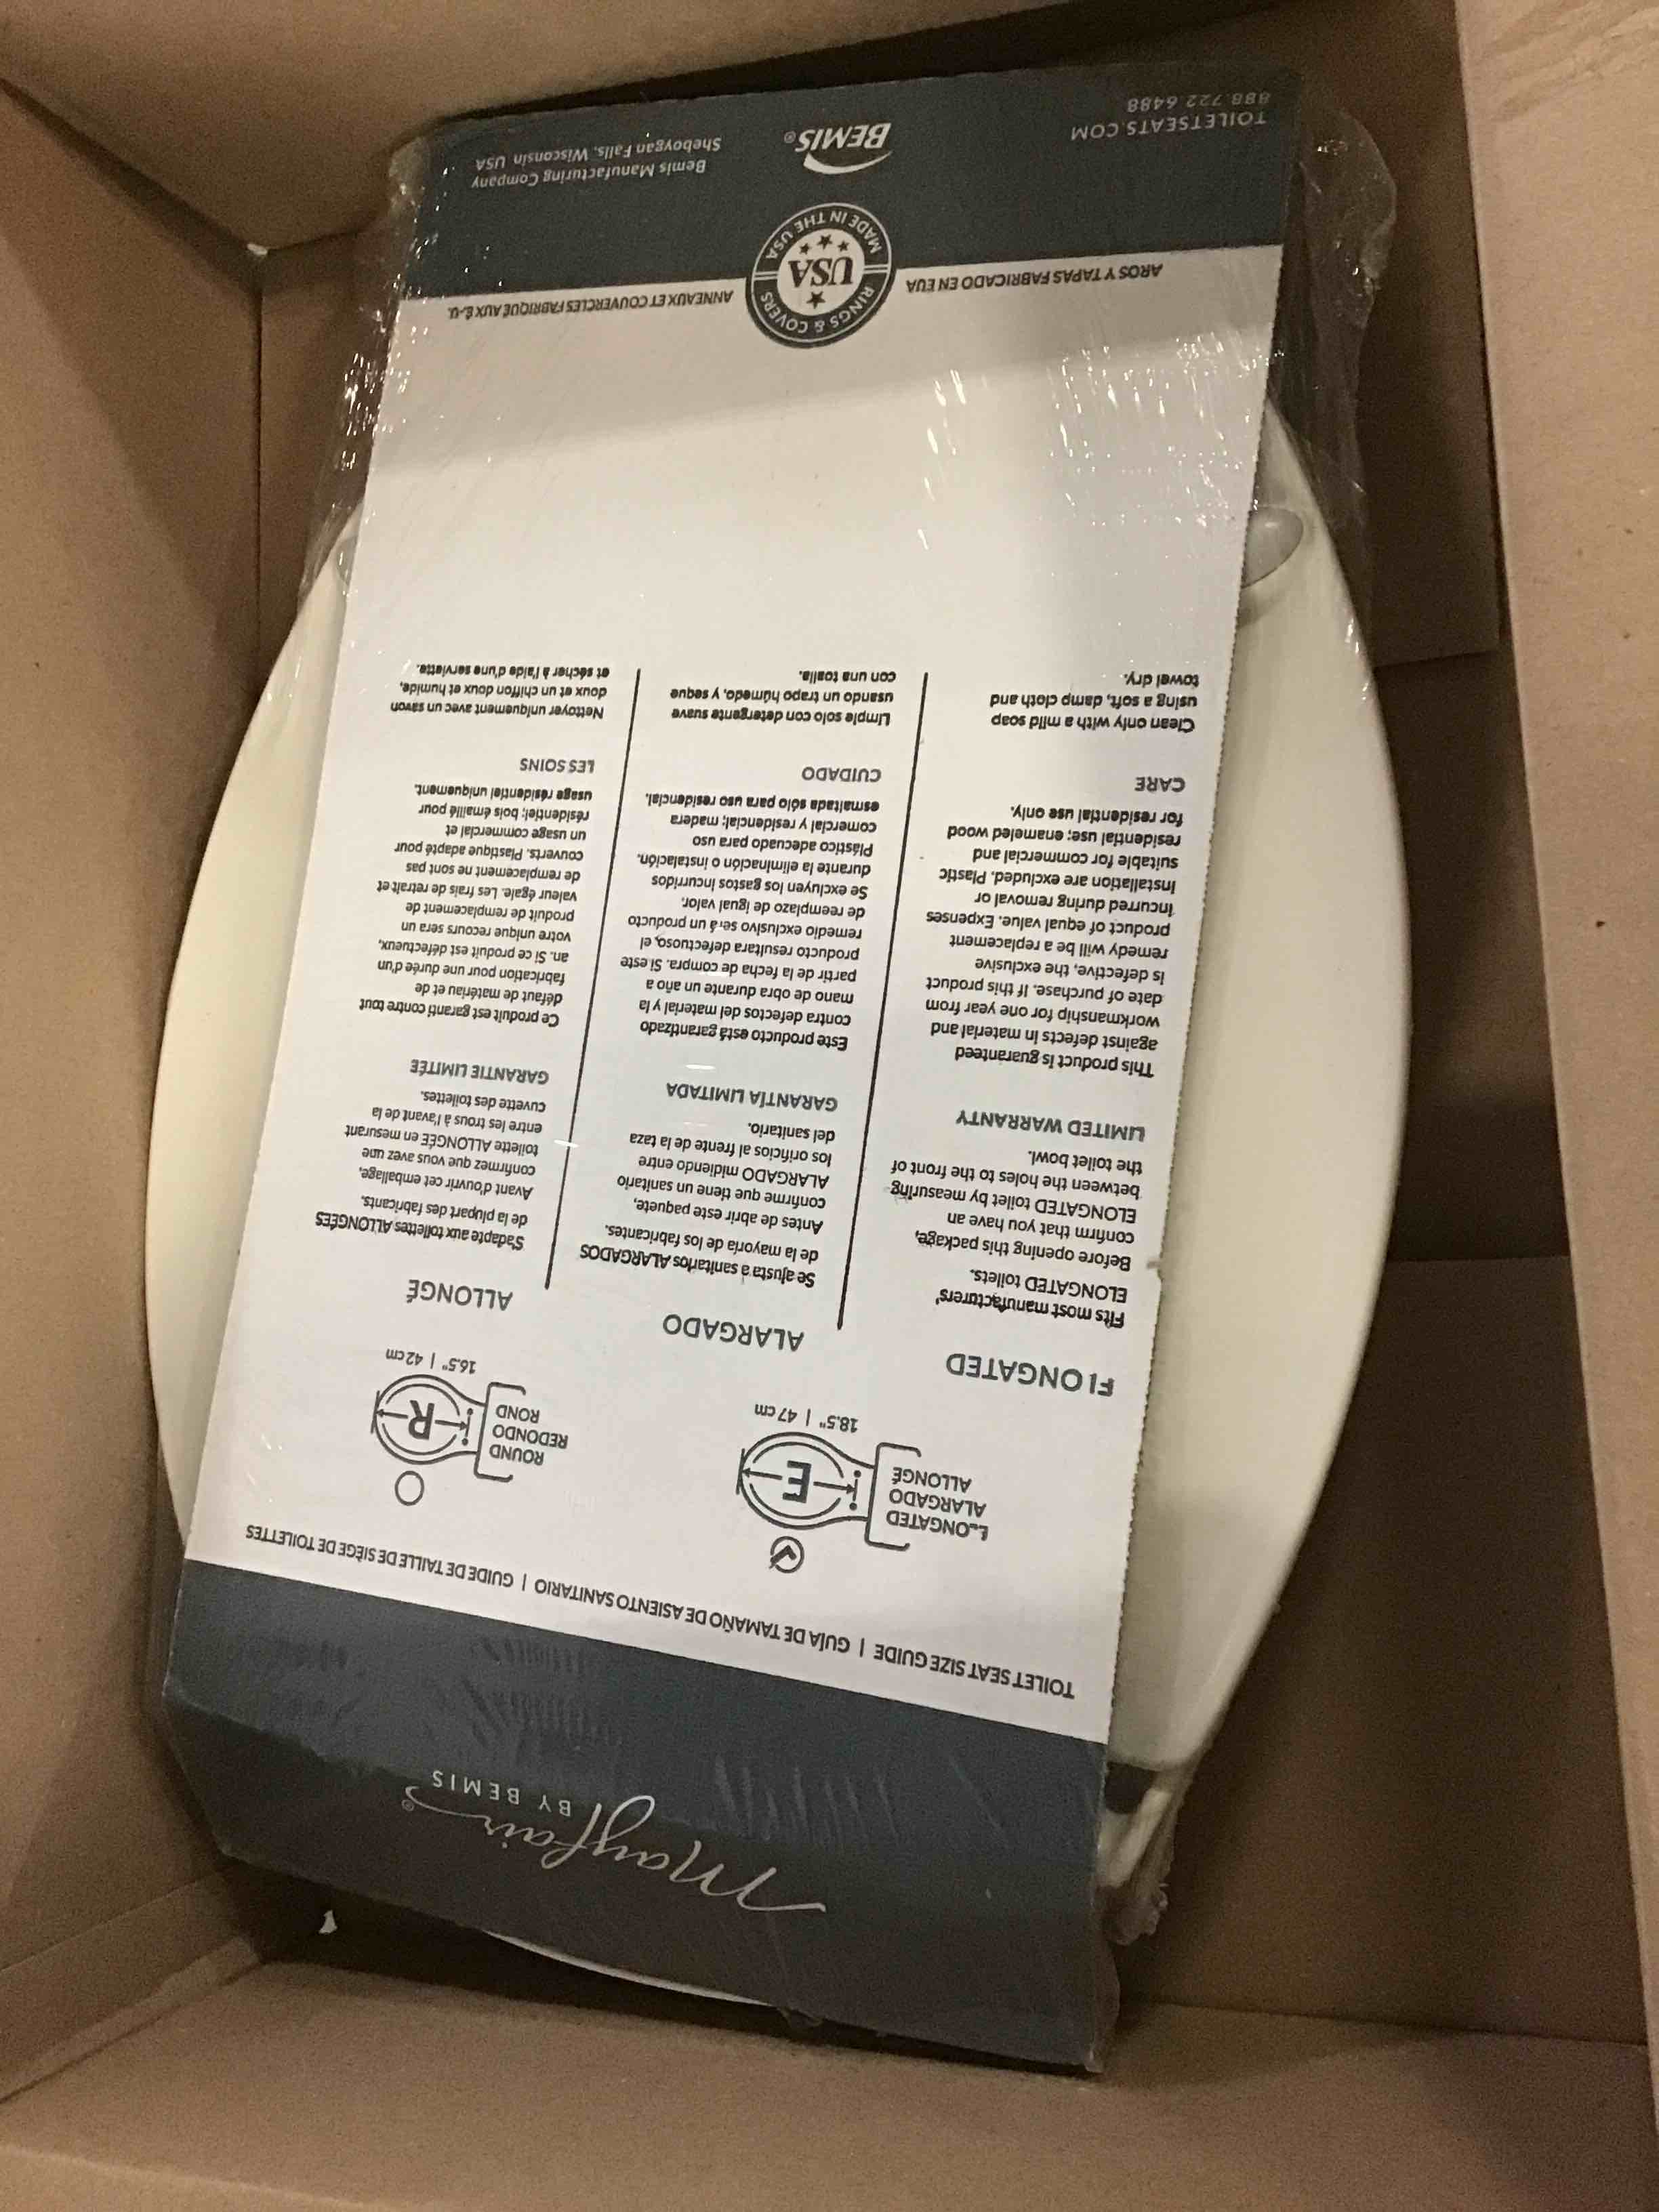 Mayfair®
BY BEMIS
TOILET SEAT SIZE GUIDE | GUÍA DE TAMAÑO DE ASIENTO SANITARIO | GUIDE DE TAILLE DE SIÈGE DE TOILETTES
ELONGATED
ALARGADO
ALLONGÉ
E
18.5" | 47 cm
ROUND
REDONDO
ROND
R
16.5" | 42 cm
ELONGATED
Fits most manufacturers'
ELONGATED toilets.
Before opening this package,
confirm that you have an
ELONGATED toilet by measuring
between the holes to the front of
the toilet bowl.
LIMITED WARRANTY
This product is guaranteed
against defects in material and
workmanship for one year from
date of purchase. If this product
is defective, the exclusive
remedy will be a replacement
product of equal value. Expenses
incurred during removal or
installation are excluded. Plastic
suitable for commercial and
residential use; enameled wood
for residential use only.
CARE
Clean only with a mild soap
using a soft, damp cloth and
towel dry.
ALARGADO
Se ajusta a sanitarios ALARGADOS
de la mayoría de los fabricantes.
Antes de abrir este paquete,
confirme que tiene un sanitario
ALARGADO midiendo entre
los orificios al frente de la taza
del sanitario.
GARANTÍA LIMITADA
Este producto está garantizado
contra defectos del material y la
mano de obra durante un año a
partir de la fecha de compra. Si este
producto resultara defectuoso, el
remedio exclusivo será un producto
de reemplazo de igual valor.
Se excluyen los gastos incurridos
durante la eliminación o instalación.
Plástico adecuado para uso
comercial y residencial; madera
esmaltada sólo para uso residencial.
CUIDADO
Limpie solo con detergente suave
usando un trapo húmedo, y seque
con una toalla.
ALLONGÉ
S'adapte aux toilettes ALLONGÉES
de la plupart des fabricants.
Avant d'ouvrir cet emballage,
confirmez que vous avez une
toilette ALLONGÉE en mesurant
entre les trous à l'avant de la
cuvette des toilettes.
GARANTIE LIMITÉE
Ce produit est garanti contre tout
défaut de matériau et de
fabrication pour une durée d'un
an. Si ce produit est défectueux,
votre unique recours sera un
produit de remplacement de
valeur égale. Les frais de retrait et
de remplacement ne sont pas
couverts. Plastique adapté pour
un usage commercial et
résidentiel; bois émaillé pour
usage résidentiel uniquement.
LES SOINS
Nettoyer uniquement avec un savon
doux et un chiffon doux et humide,
et sécher à l'aide d'une serviette.
AROS Y TAPAS FABRICADO EN EUA
RINGS & COVERS
USA
MADE IN THE USA
ANNEAUX ET COUVERCLES FABRIQUÉ AUX É.-U.
TOILETSEATS.COM
888.722.6488
BEMIS®
Bemis Manufacturing Company
Sheboygan Falls, Wisconsin USA